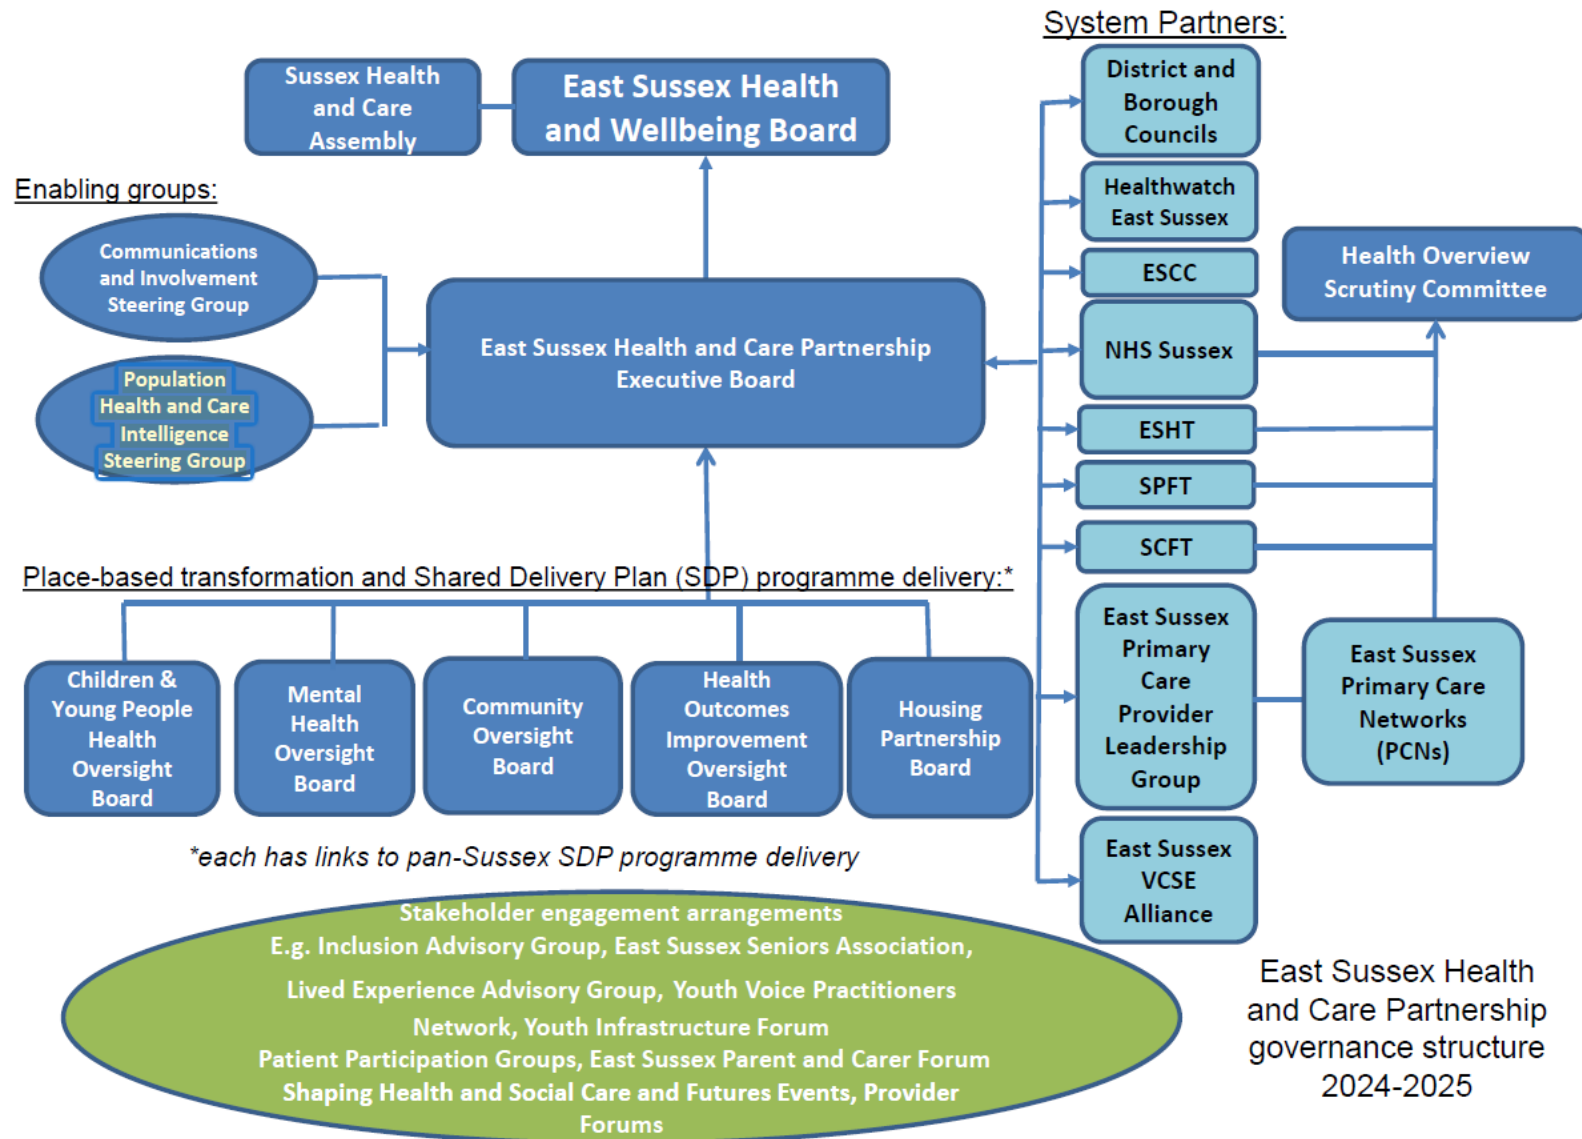 System Partners:
Sussex Health
and Care
Assembly
East Sussex Health
and Wellbeing Board
District and
Borough
Councils
Healthwatch
East Sussex
Enabling groups:
Communications
and Involvement
Steering Group
ESCC
Health Overview
Scrutiny Committee
East Sussex Health and Care Partnership
Executive Board
NHS Sussex
Population
Health and Care
Intelligence
Steering Group
ESHT
SPFT
SCFT
Place-based transformation and Shared Delivery Plan (SDP) programme delivery:*
Children &
Young People
Health
Oversight
Board
Mental
Health
Oversight
Board
Community
Oversight
Board
Health
Outcomes
Improvement
Oversight
Board
Housing
Partnership
Board
East Sussex
Primary
Care
Provider
Leadership
Group
East Sussex
Primary Care
Networks
(PCNs)
*each has links to pan-Sussex SDP programme delivery
East Sussex
VCSE
Alliance
Stakeholder engagement arrangements
E.g. Inclusion Advisory Group, East Sussex Seniors Association,
Lived Experience Advisory Group, Youth Voice Practitioners
Network, Youth Infrastructure Forum
Patient Participation Groups, East Sussex Parent and Carer Forum
Shaping Health and Social Care and Futures Events, Provider
Forums
East Sussex Health
and Care Partnership
governance structure
2024-2025